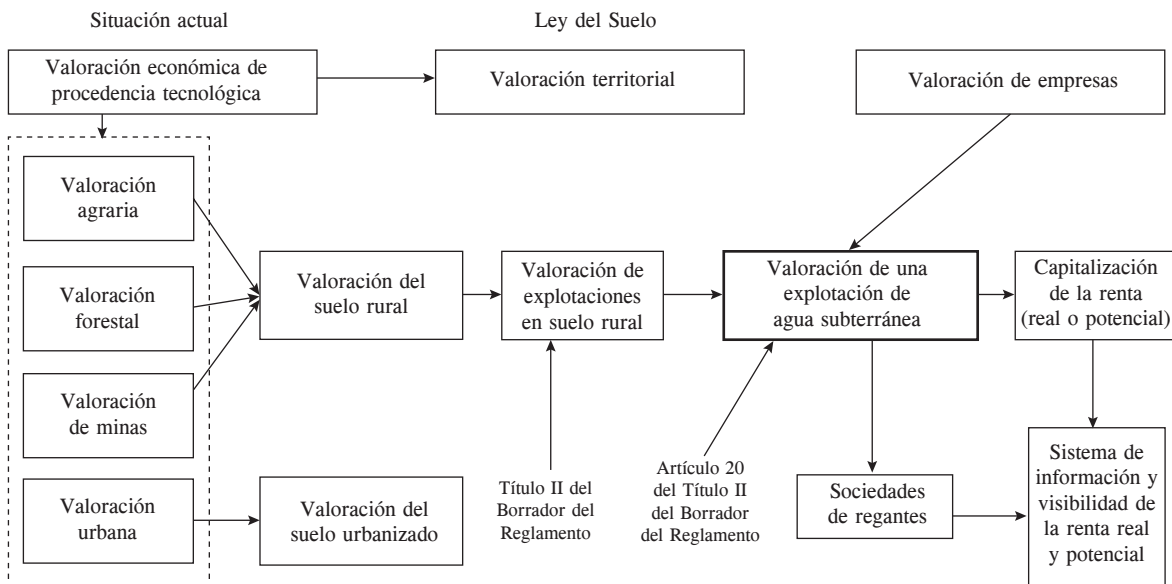 Situación actual
Ley del Suelo
Valoración económica de
procedencia tecnológica
Valoración territorial
Valoración de empresas
Valoración
agraria
Valoración
forestal
Valoración
de minas
Valoración
urbana
Valoración del
suelo rural
Valoración del
suelo urbanizado
Valoración de
explotaciones
en suelo rural
Título II del
Borrador del
Reglamento
Valoración de una
explotación de
agua subterránea
Artículo 20
del Título II
del Borrador
del Reglamento
Sociedades
de regantes
Capitalización
de la renta
(real o potencial)
Sistema de
información y
visibilidad de
la renta real
y potencial